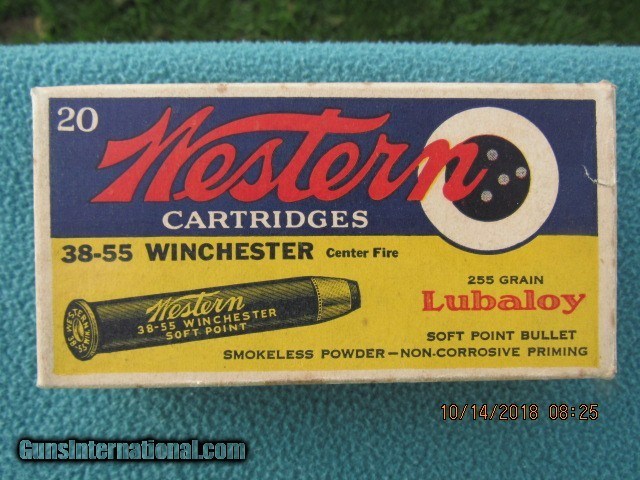 20
Western
CARTRIDGES
38-55 WINCHESTER Center Fire
255 GRAIN
Lubaloy
SOFT POINT BULLET
SMOKELESS POWDER—NON-CORROSIVE PRIMING
Western
38-55 WINCHESTER
SOFT POINT
WESTERN
10/14/2018 08:25
GunsInternational.com